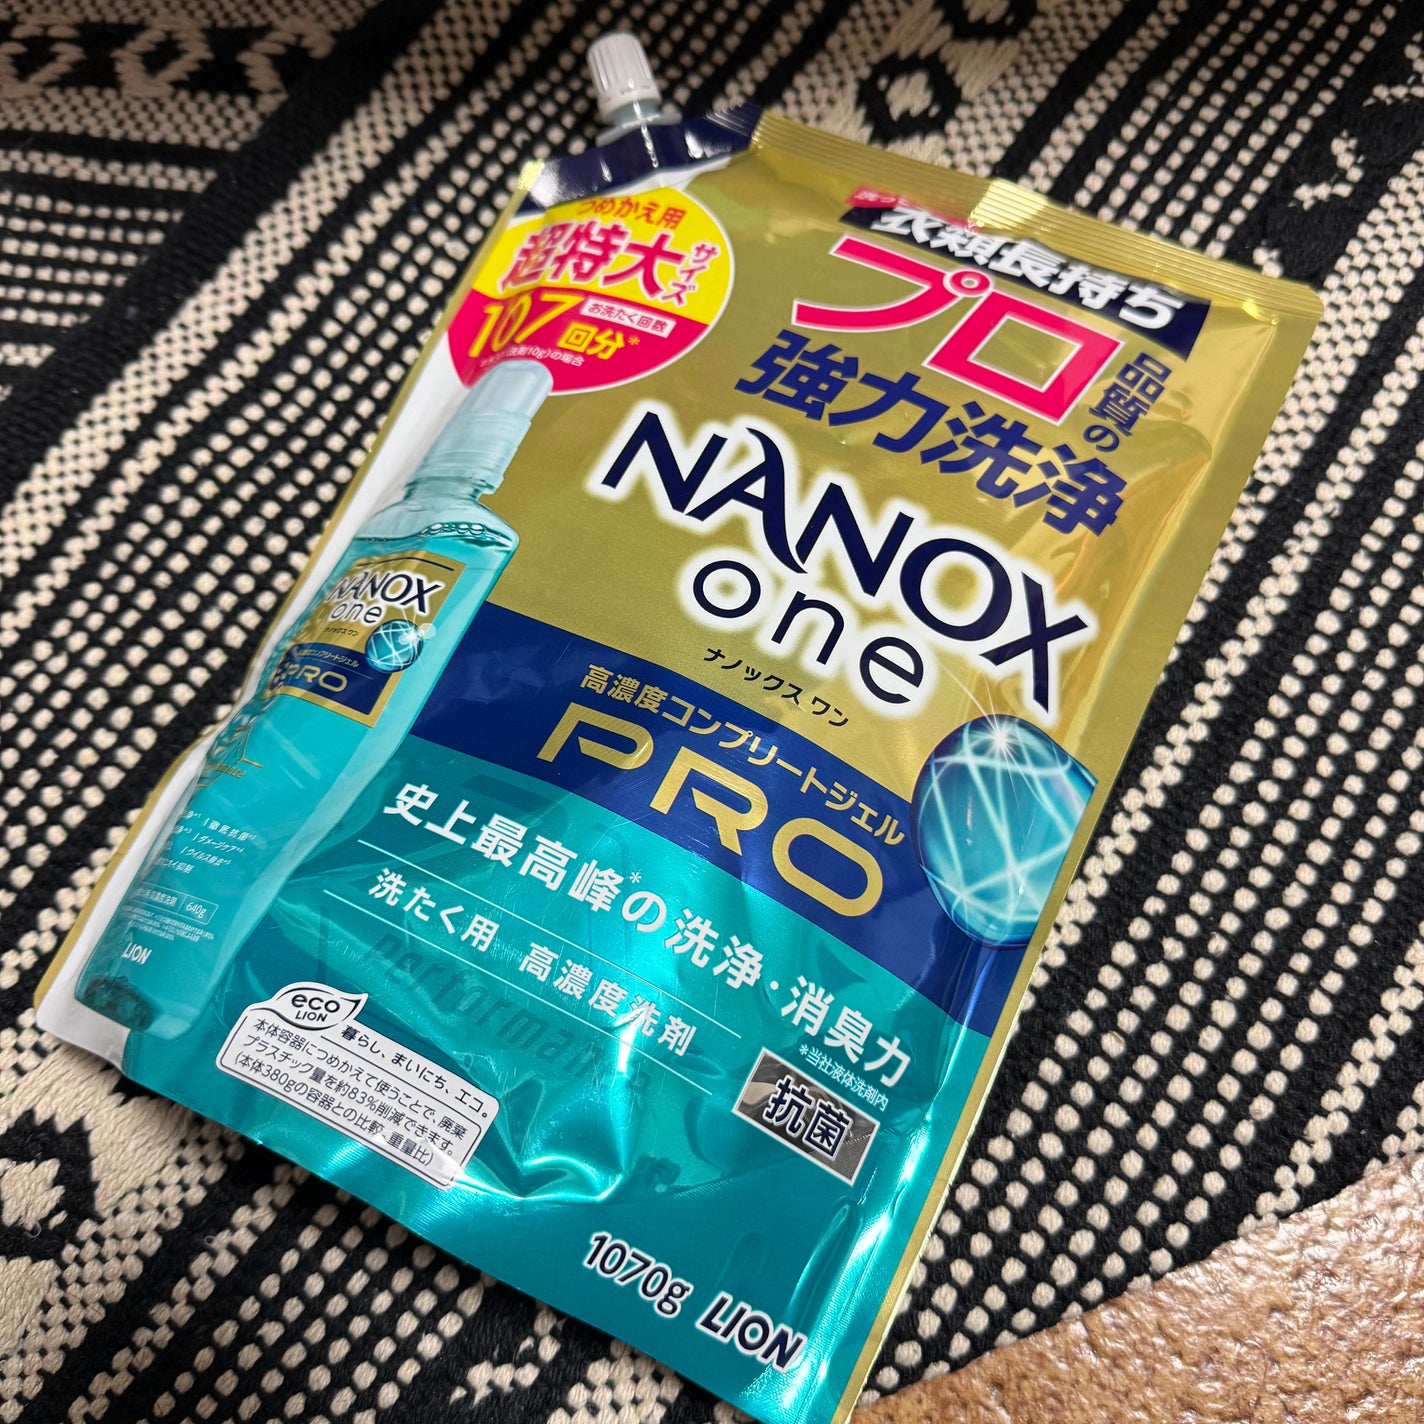 つめかえ用
超特大サイズ
107回分*
お洗たく回数
衣類長持ち
プロ品質の
強力洗浄
NANOX
one
ナノックス ワン
高濃度コンプリートジェル
PRO
史上最高峰*の洗浄・消臭力
*当社液体洗剤内
洗たく用 高濃度洗剤
抗菌
NANOX
one
ナノックス ワン
PRO
640g
LION
eco
LION
暮らし、まいにち、エコ。
本体容器につめかえて使うことで、廃棄
プラスチック量を約83%削減できます。
(本体380gの容器との比較 重量比)
1070g LION